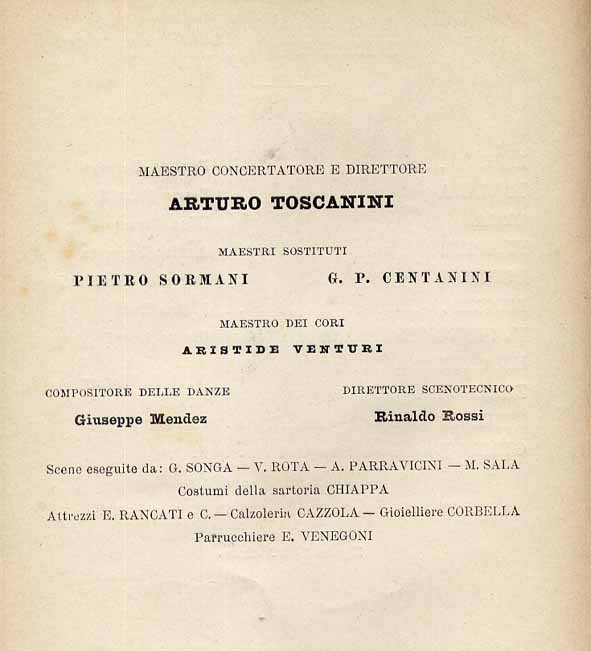 MAESTRO CONCERTATORE E DIRETTORE
ARTURO TOSCANINI
MAESTRI SOSTITUTI
PIETRO SORMANI G. P. CENTANINI
MAESTRO DEI CORI
ARISTIDE VENTURI
COMPOSITORE DELLE DANZE DIRETTORE SCENOTECNICO
Giuseppe Mendez Rinaldo Rossi
Scene eseguite da: G. SONGA — V. ROTA — A. PARRAVICINI — M. SALA
Costumi della sartoria CHIAPPA
Attrezzi E. RANCATI e C. — Calzoleria CAZZOLA — Gioielliere CORBELLA
Parrucchiere E. VENEGONI